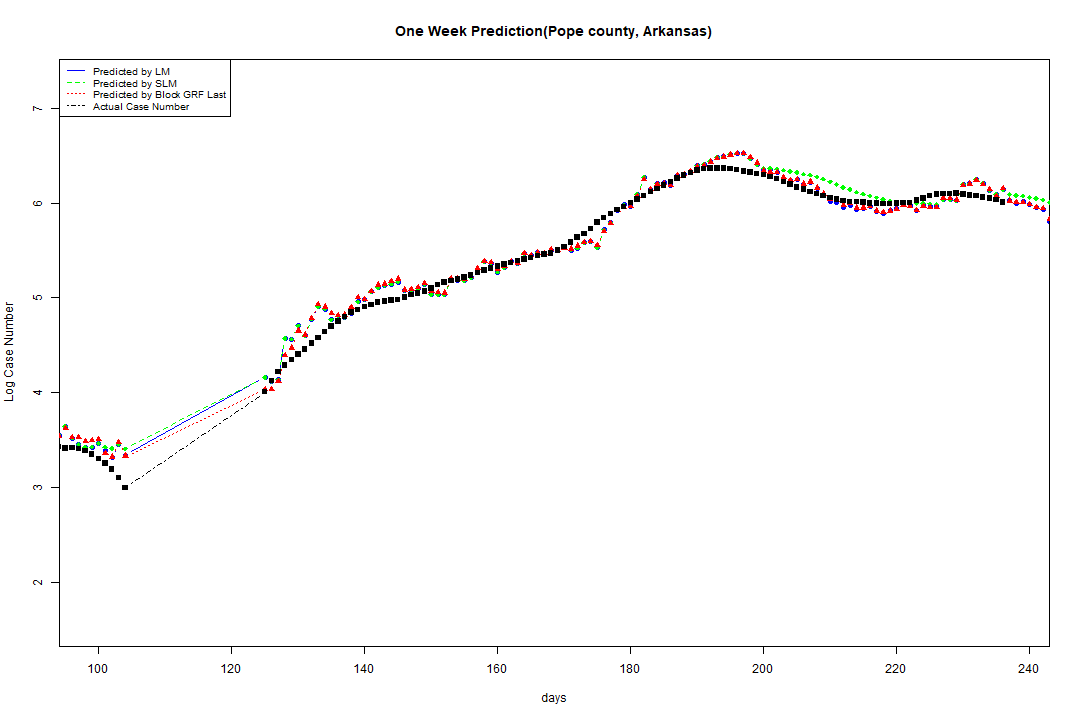 One Week Prediction(Pope county, Arkansas)
Predicted by LM
Predicted by SLM
Predicted by Block GRF Last
Actual Case Number
7
6
5
4
3
2
Log Case Number
100 120 140 160 180 200 220 240
days